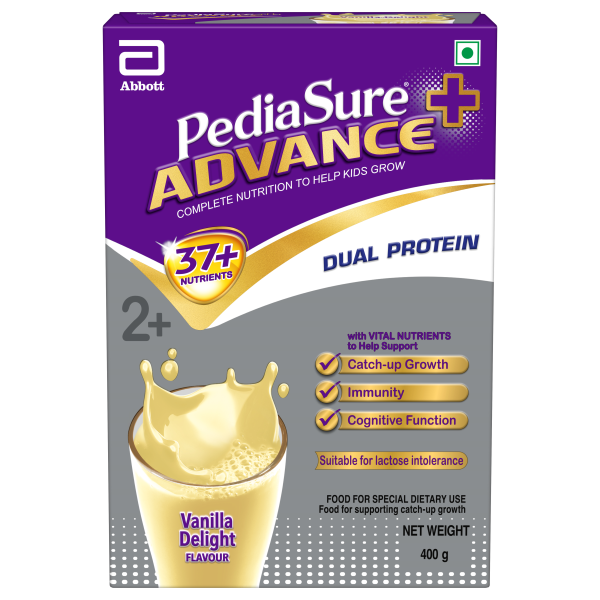 Vanilla Delight
Abbott
PediaSure®
ADVANCE+
COMPLETE NUTRITION TO HELP KIDS GROW
37+
NUTRIENTS
DUAL PROTEIN
2+
with VITAL NUTRIENTS
to Help Support
Catch-up Growth
Immunity
Cognitive Function
Suitable for lactose intolerance
FOOD FOR SPECIAL DIETARY USE
Food for supporting catch-up growth
Vanilla
Delight
FLAVOUR
NET WEIGHT
400 g